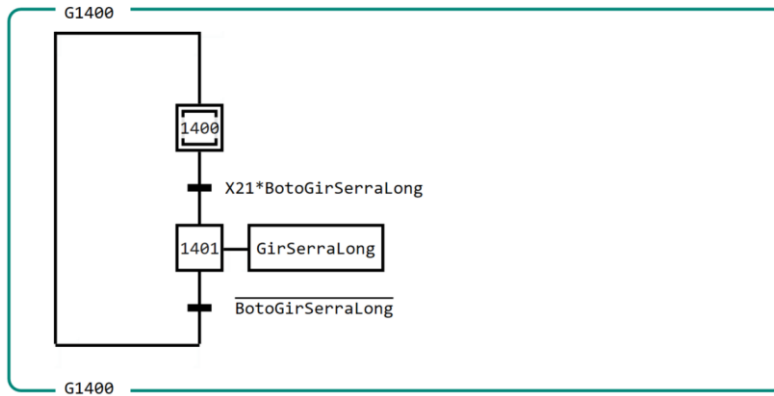 G1400
1400
X21*BotoGirSerraLong
1401 GirSerraLong
BotoGirSerraLong
G1400